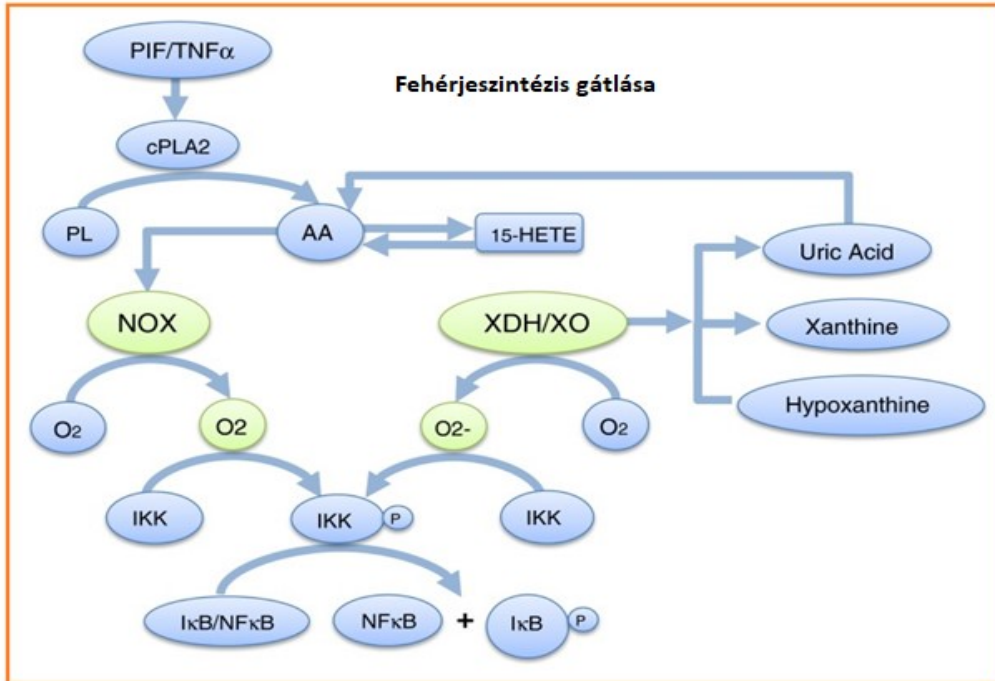 PIF/TNFα
Fehérjeszintézis gátlása
cPLA2
PL
AA
15-HETE
Uric Acid
NOX
XDH/XO
Xanthine
Hypoxanthine
O2
O2
O2-
O2
IKK
IKK
P
IKK
IκB/NFκB
NFκB
+
IκB
P